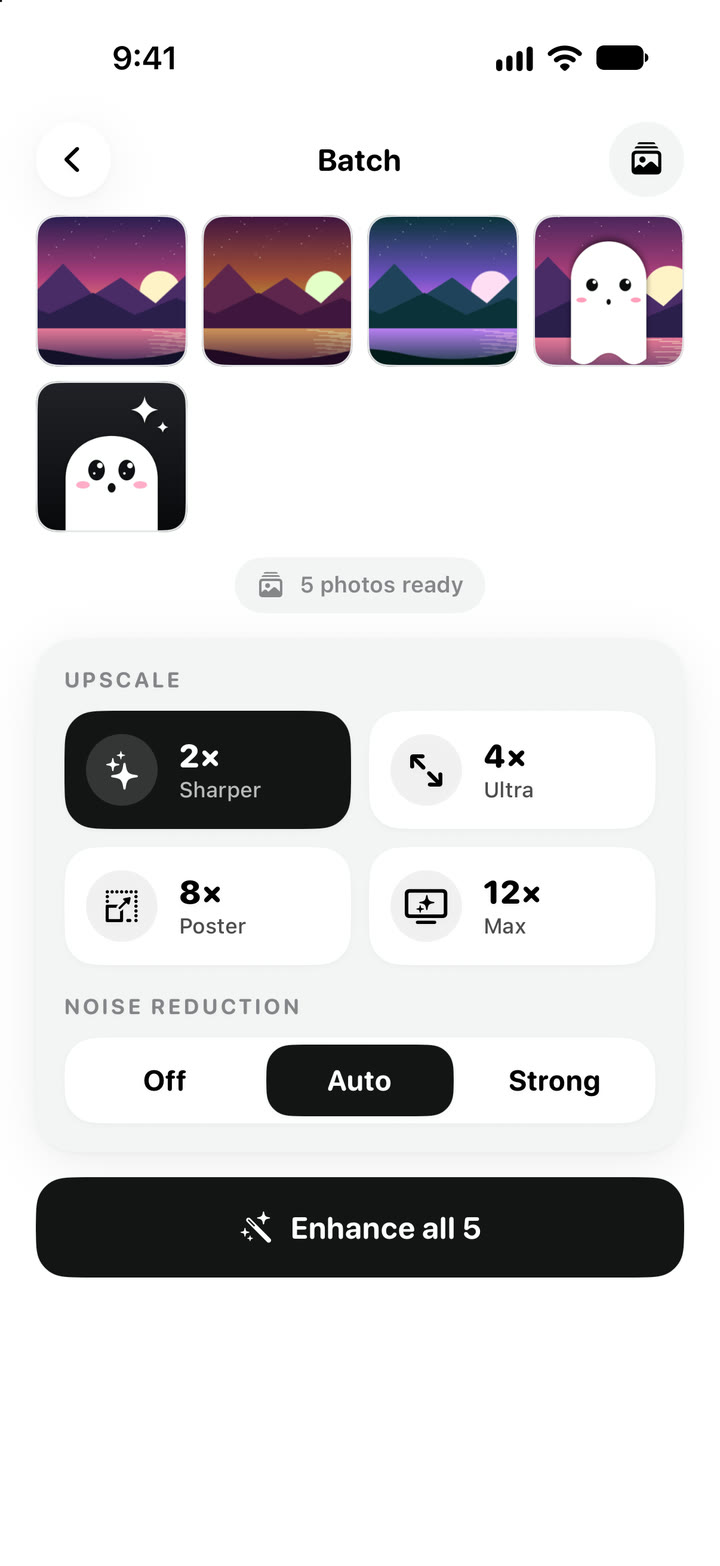 9:41
Batch
5 photos ready
UPSCALE
2×
Sharper
4×
Ultra
8×
Poster
12×
Max
NOISE REDUCTION
Off Auto Strong
Enhance all 5